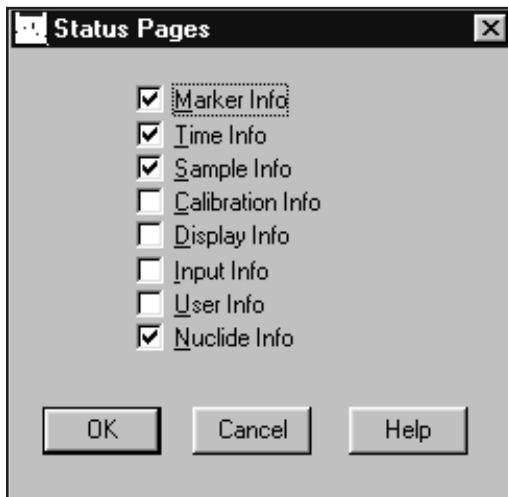 Status Pages
Marker Info
Time Info
Sample Info
Calibration Info
Display Info
Input Info
User Info
Nuclide Info
OK Cancel Help